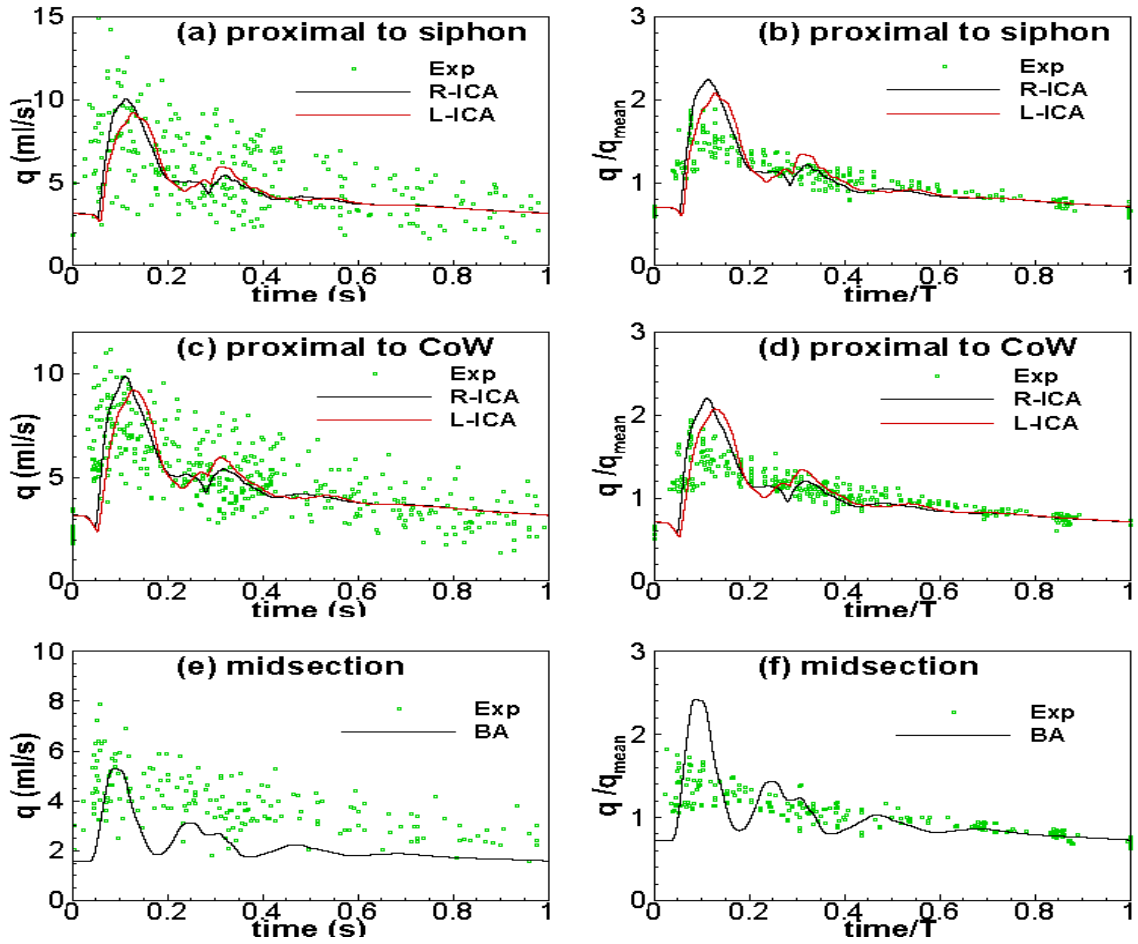 (a) proximal to siphon
Exp
R-ICA
L-ICA
q (ml/s)
15
10
5
0
0 0.2 0.4 0.6 0.8 1
time (s)
(b) proximal to siphon
Exp
R-ICA
L-ICA
q /qmean
3
2
1
0
0 0.2 0.4 0.6 0.8 1
time/T
(c) proximal to CoW
Exp
R-ICA
L-ICA
q (ml/s)
10
5
0
0 0.2 0.4 0.6 0.8 1
time (s)
(d) proximal to CoW
Exp
R-ICA
L-ICA
q /qmean
3
2
1
0
0 0.2 0.4 0.6 0.8 1
time/T
(e) midsection
Exp
BA
q (ml/s)
10
8
6
4
2
0
0 0.2 0.4 0.6 0.8 1
time (s)
(f) midsection
Exp
BA
q /qmean
3
2
1
0
0 0.2 0.4 0.6 0.8 1
time/T